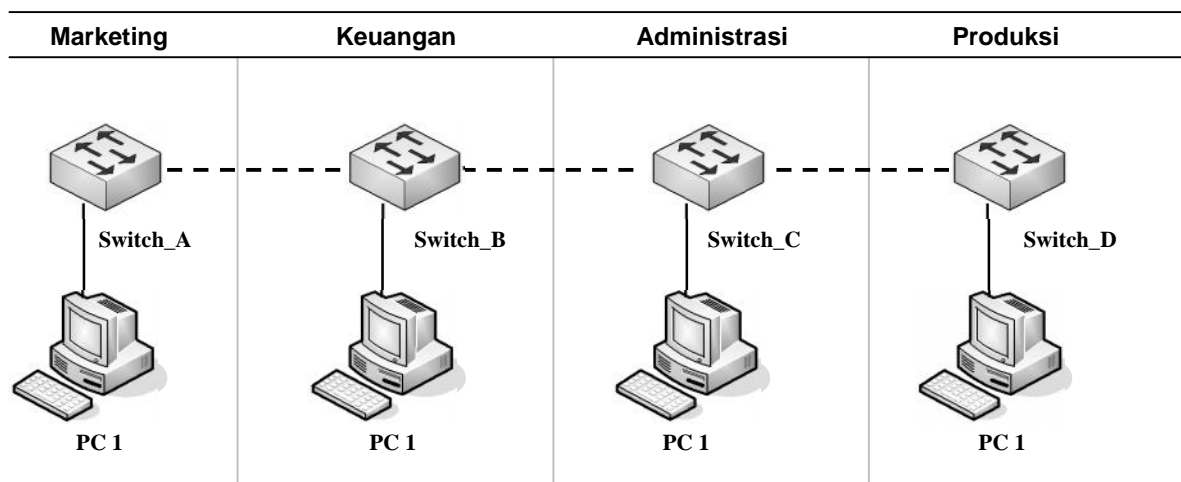 Marketing Keuangan Administrasi Produksi
Switch_A Switch_B Switch_C Switch_D
PC 1 PC 1 PC 1 PC 1